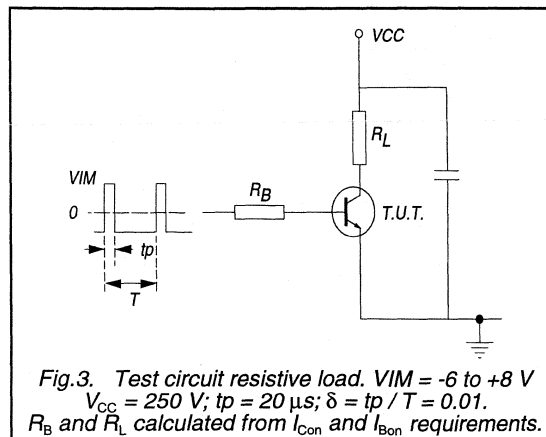 VCC
R_L
VIM
R_B
0
T.U.T.
tp
T
Fig.3. Test circuit resistive load. VIM = -6 to +8 V
V_CC = 250 V; tp = 20 µs; δ = tp / T = 0.01.
R_B and R_L calculated from I_Con and I_Bon requirements.